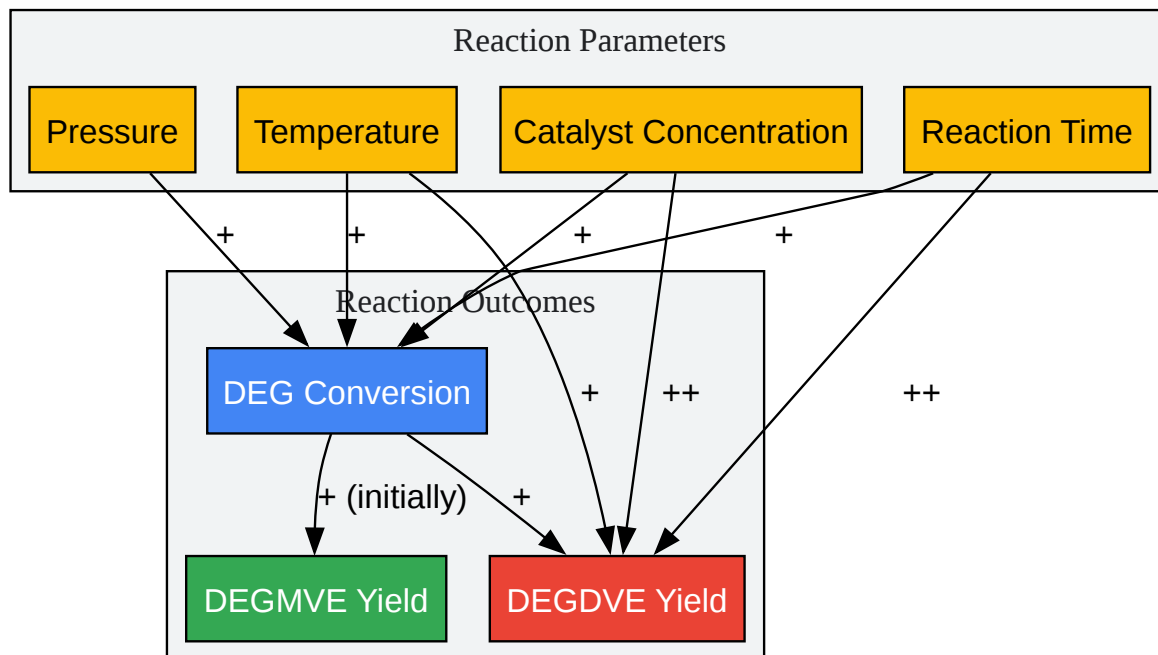 Reaction Parameters
Pressure
Temperature
Catalyst Concentration
Reaction Time
+
+
+
+
Reaction Outcomes
DEG Conversion
+
++
++
+ (initially)
+
DEGMVE Yield
DEGDVE Yield